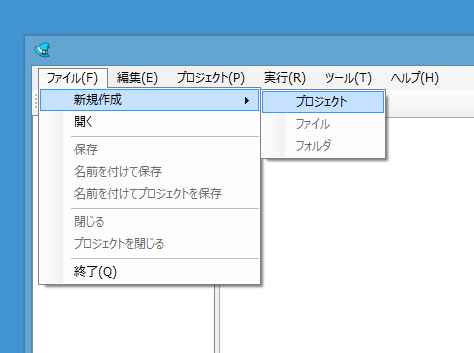 ファイル(F) 編集(E) プロジェクト(P) 実行(R) ツール(T) ヘルプ(H)
新規作成
プロジェクト
ファイル
フォルダ
開く
保存
名前を付けて保存
名前を付けてプロジェクトを保存
閉じる
プロジェクトを閉じる
終了(Q)